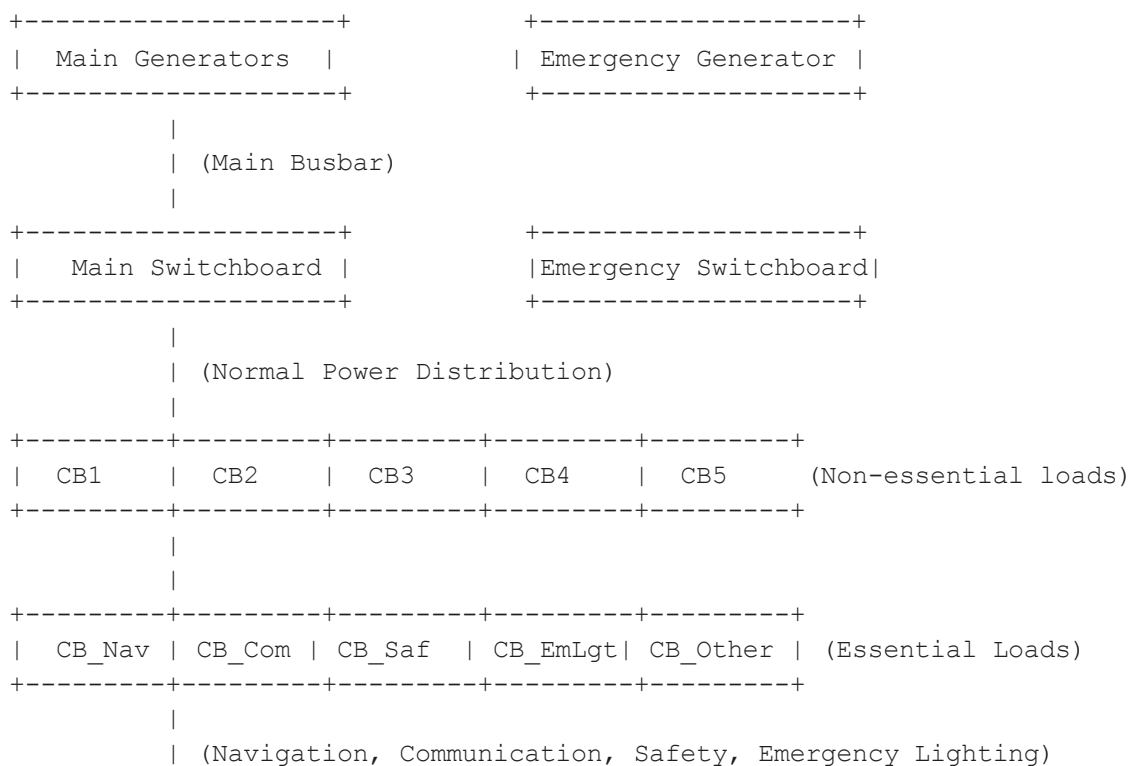 +--------------------+ +--------------------+
| Main Generators | | Emergency Generator |
+--------------------+ +--------------------+
|
| (Main Busbar)
|
+--------------------+ +--------------------+
| Main Switchboard | |Emergency Switchboard|
+--------------------+ +--------------------+
|
| (Normal Power Distribution)
|
+---------+---------+---------+---------+---------+
| CB1 | CB2 | CB3 | CB4 | CB5 (Non-essential loads)
+---------+---------+---------+---------+---------+
|
|
+---------+---------+---------+---------+---------+
| CB_Nav | CB_Com | CB_Saf | CB_EmLgt| CB_Other | (Essential Loads)
+---------+---------+---------+---------+---------+
|
| (Navigation, Communication, Safety, Emergency Lighting)